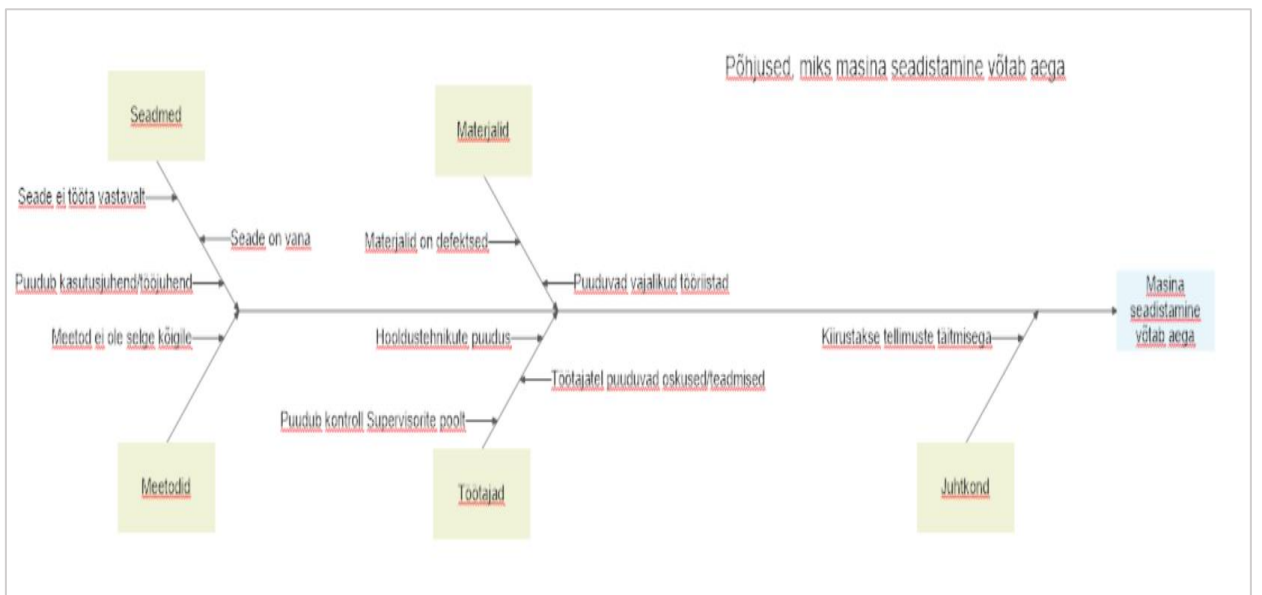 Põhjused, miks masina seadistamine võtab aega
Seadmed
Materjalid
Seade ei tööta vastavalt
Seade on vana
Materjalid on defektsed
Puudub kasutusjuhend/tööjuhend
Puuduvad vajalikud tööriistad
Masina
seadistamine
võtab aega
Meetod ei ole selge kõigile
Hooldustehnikute puudus
Kiirustakse tellimuste täitmisega
Töötajatel puuduvad oskused/teadmised
Puudub kontroll Supervisorite poolt
Meetodid
Töötajad
Juhtkond